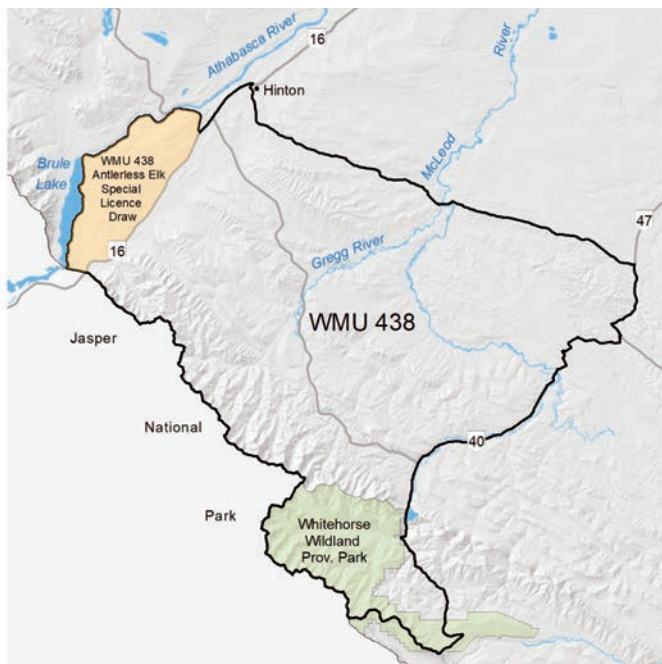 Athabasca River
16
River
Hinton
WMU 438
Antlerless Elk
Special
Licence
Draw
Brule
Lake
McLeod
47
16
Gregg River
WMU 438
Jasper
National
40
Park
Whitehorse
Wildland
Prov. Park